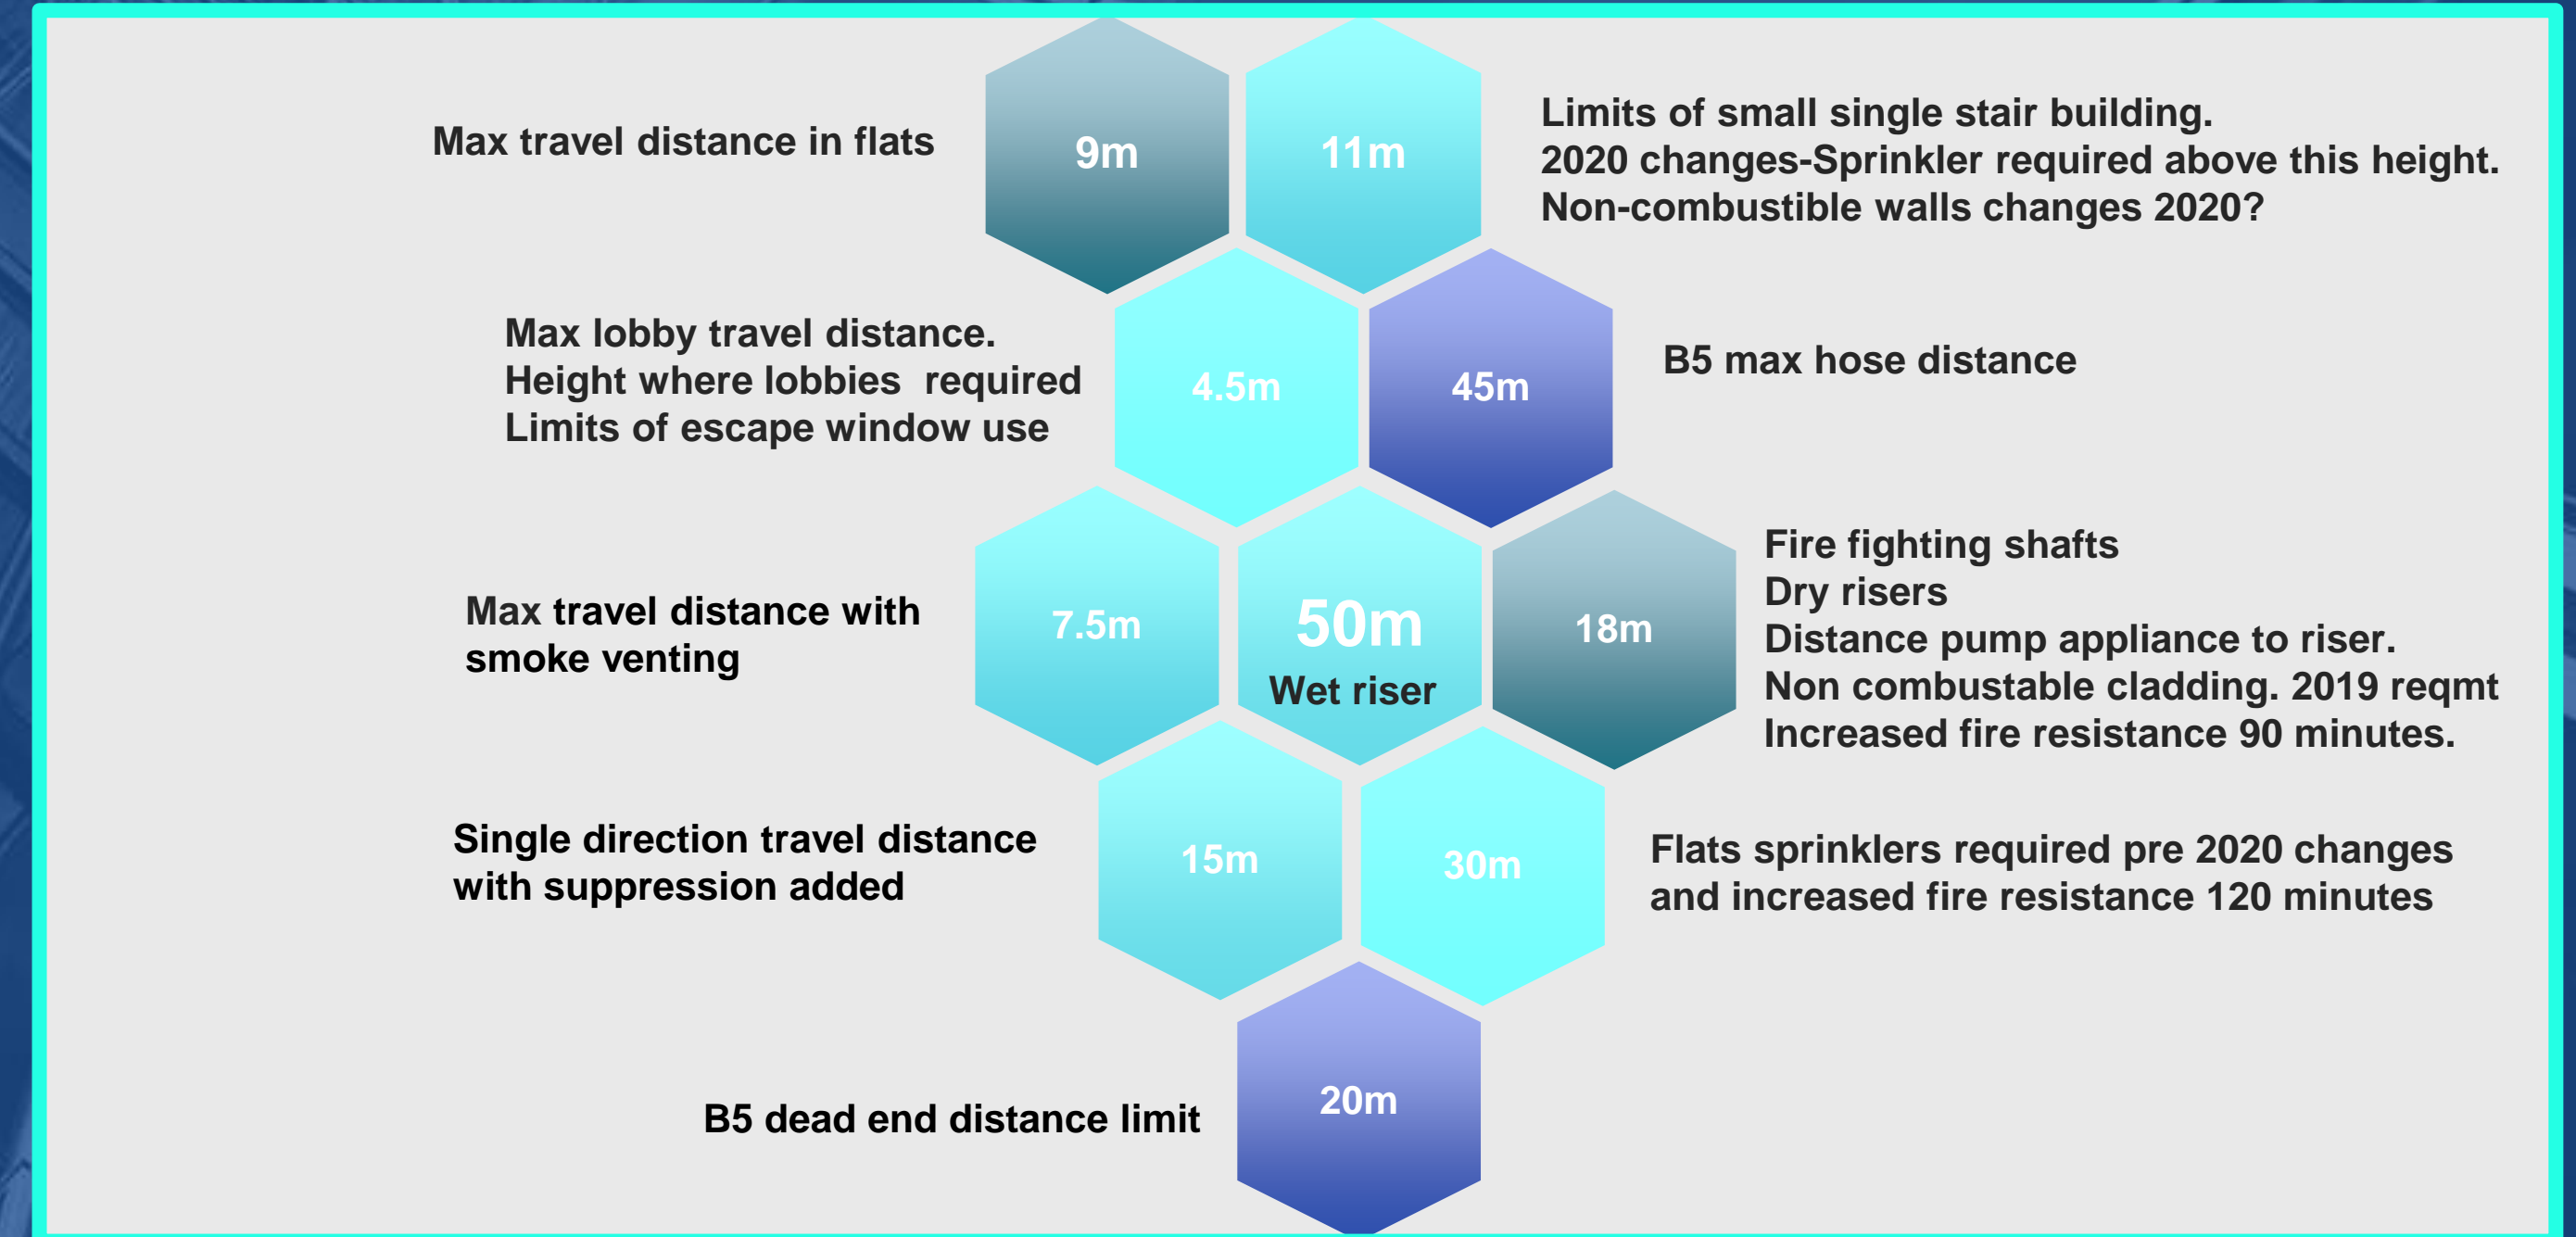 Max travel distance in flats
9m
11m
Limits of small single stair building.
2020 changes-Sprinkler required above this height.
Non-combustible walls changes 2020?
Max lobby travel distance.
Height where lobbies  required
Limits of escape window use
4.5m
45m
B5 max hose distance
Max travel distance with
smoke venting
7.5m
50m
Wet riser
18m
Fire fighting shafts
Dry risers
Distance pump appliance to riser.
Non combustable cladding. 2019 reqmt
Increased fire resistance 90 minutes.
Single direction travel distance
with suppression added
15m
30m
Flats sprinklers required pre 2020 changes
and increased fire resistance 120 minutes
B5 dead end distance limit
20m